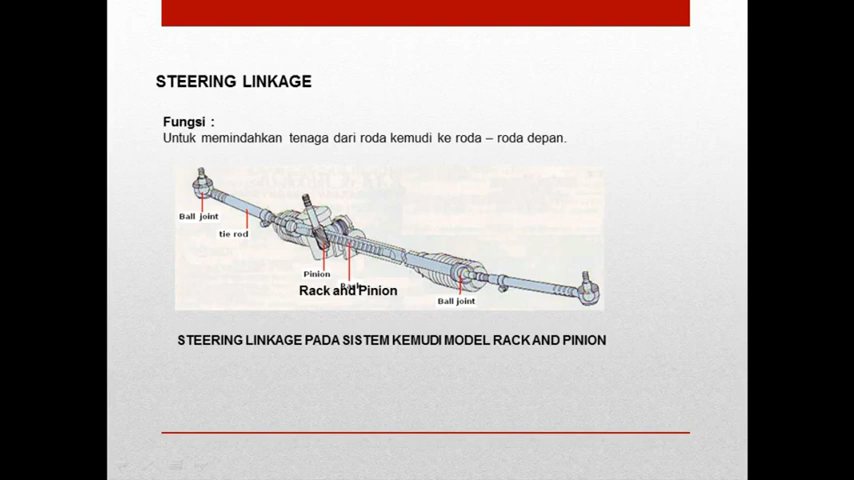 STEERING LINKAGE
Fungsi :
Untuk memindahkan tenaga dari roda kemudi ke roda – roda depan.
Ball joint
tie rod
Pinion
Rack and Pinion
Ball joint
STEERING LINKAGE PADA SISTEM KEMUDI MODEL RACK AND PINION